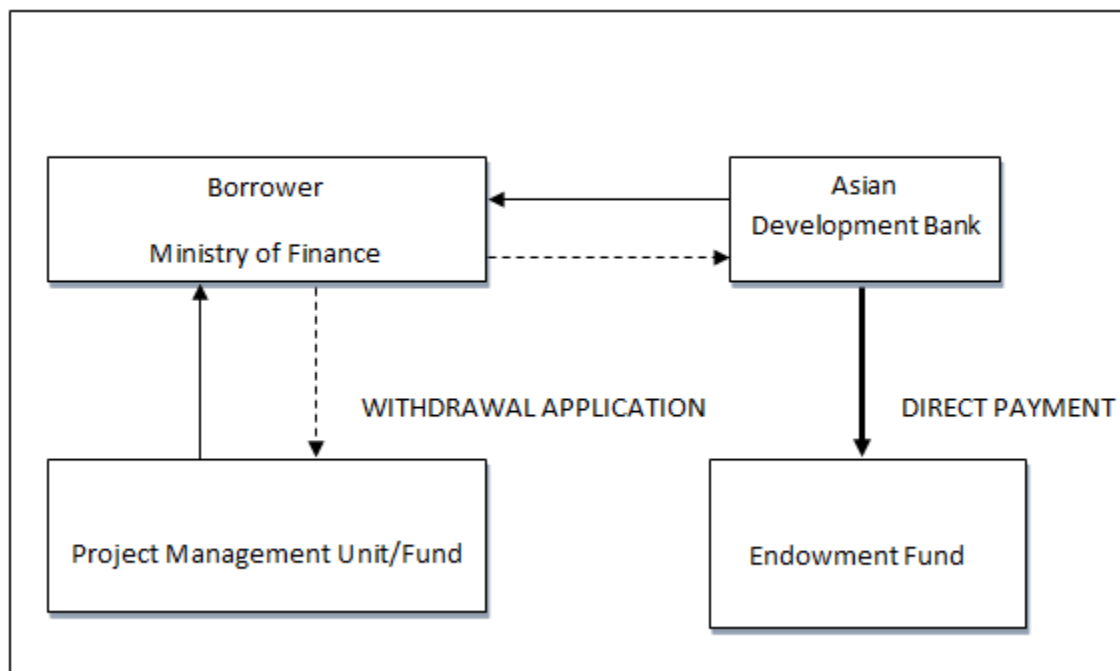 Borrower
Ministry of Finance
Asian
Development Bank
WITHDRAWAL APPLICATION
DIRECT PAYMENT
Project Management Unit/Fund
Endowment Fund